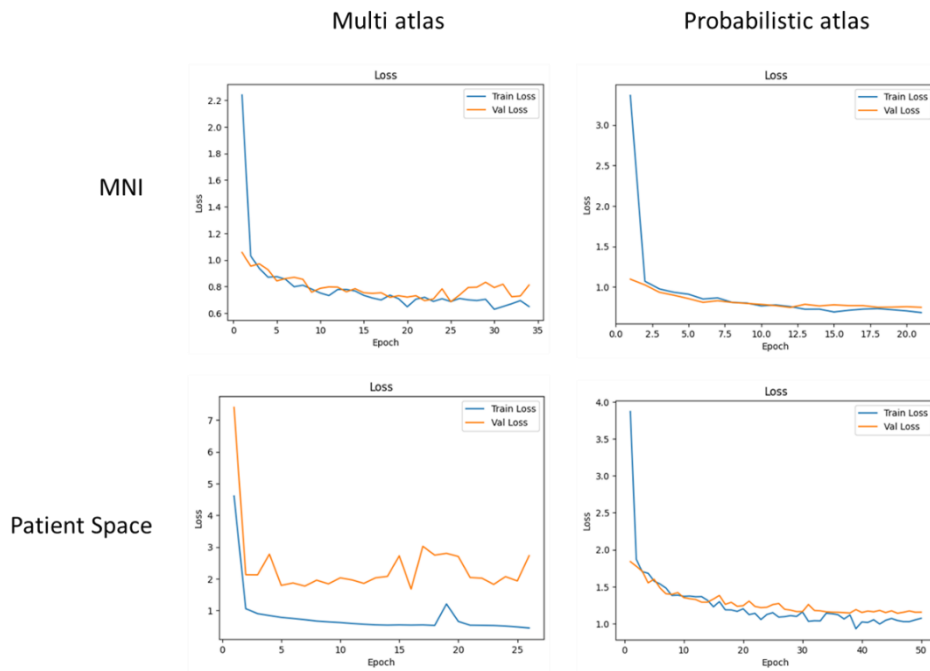 Multi atlas
Probabilistic atlas
MNI
Loss
2.2
2.0
1.8
1.6
1.4
1.2
1.0
0.8
0.6
Loss
Train Loss
Val Loss
0 5 10 15 20 25 30 35
Epoch
Loss
3.0
2.5
2.0
1.5
1.0
Loss
Train Loss
Val Loss
0.0 2.5 5.0 7.5 10.0 12.5 15.0 17.5 20.0
Epoch
Patient Space
Loss
7
6
5
4
3
2
1
Loss
Train Loss
Val Loss
0 5 10 15 20 25
Epoch
Loss
4.0
3.5
3.0
2.5
2.0
1.5
1.0
Loss
Train Loss
Val Loss
0 10 20 30 40 50
Epoch